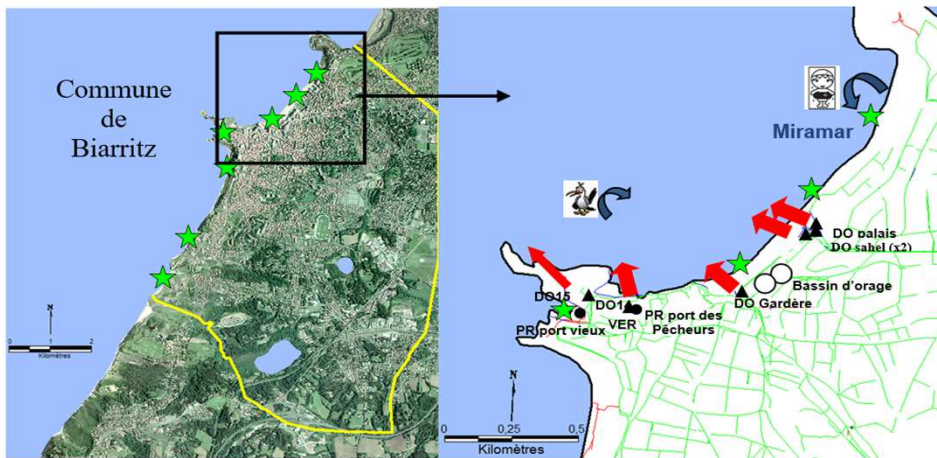 Commune
de
Biarritz
N
0 1 2
Kilomètres
Miramar
DO palais
DO sahel (x2)
Bassin d'orage
DO Gardère
DO15
DO1
PR port des
Pêcheurs
VER
PR port vieux
N
0 0,25 0,5
Kilomètres